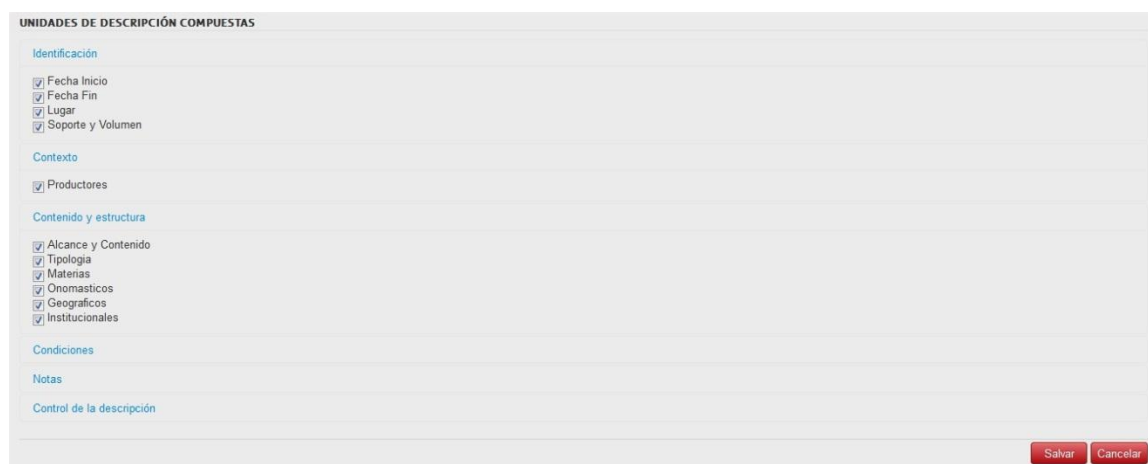 UNIDADES DE DESCRIPCIÓN COMPUESTAS
Identificación
Fecha Inicio
Fecha Fin
Lugar
Soporte y Volumen
Contexto
Productores
Contenido y estructura
Alcance y Contenido
Tipologia
Materias
Onomasticos
Geograficos
Institucionales
Condiciones
Notas
Control de la descripción
Salvar Cancelar